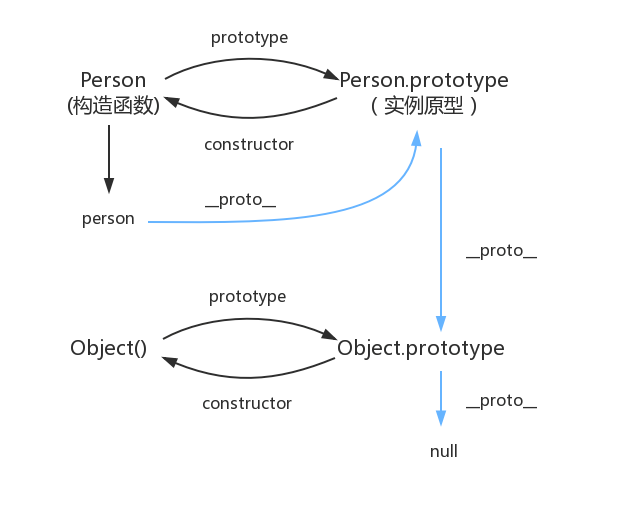 prototype
Person
(构造函数)
Person.prototype
（ 实例原型 ）
constructor
__proto__
person
__proto__
prototype
Object()
Object.prototype
constructor
__proto__
null